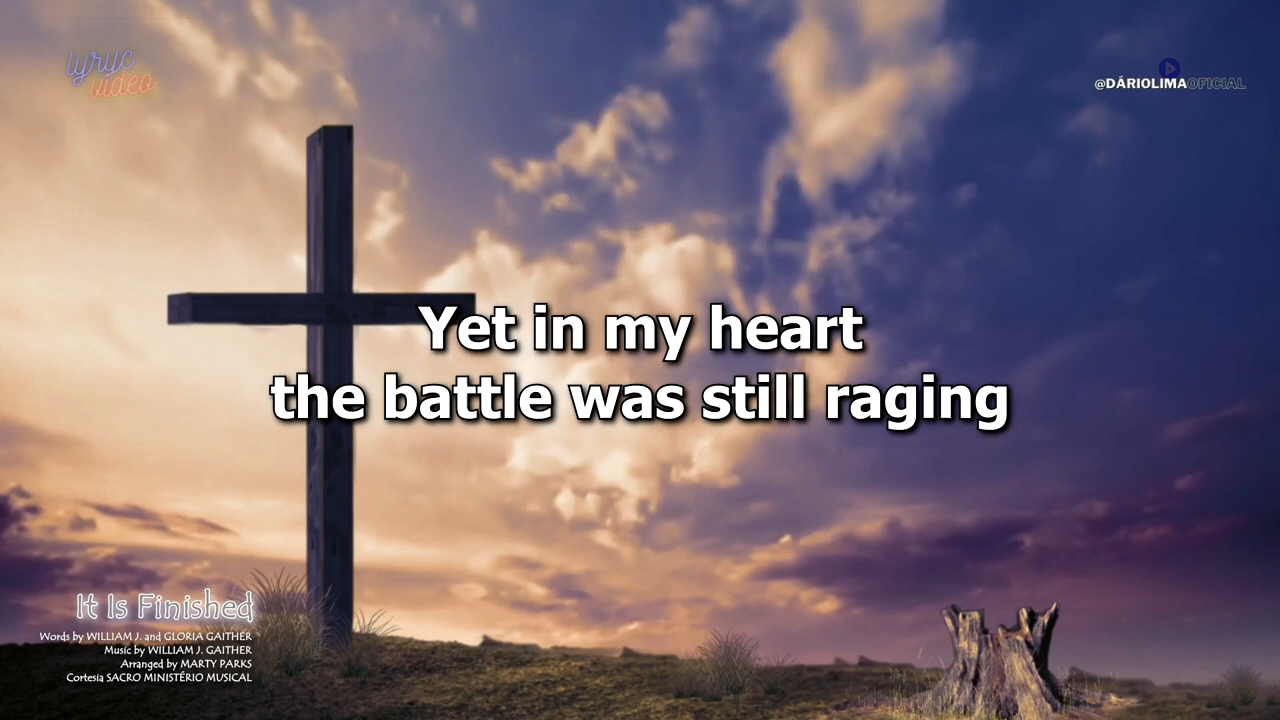 lyryc
video
@DÁRIOLIMAOFICIAL
Yet in my heart
the battle was still raging
It Is Finished
Words by WILLIAM J. and GLORIA GAITHER
Music by WILLIAM J. GAITHER
Arranged by MARTY PARKS
Cortesia SACRO MINISTÉRIO MUSICAL